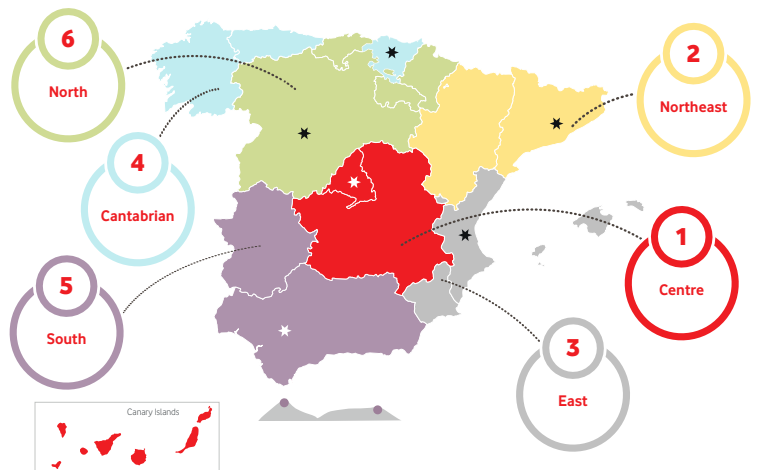 6
North
2
Northeast
4
Cantabrian
1
Centre
5
South
3
East
Canary Islands